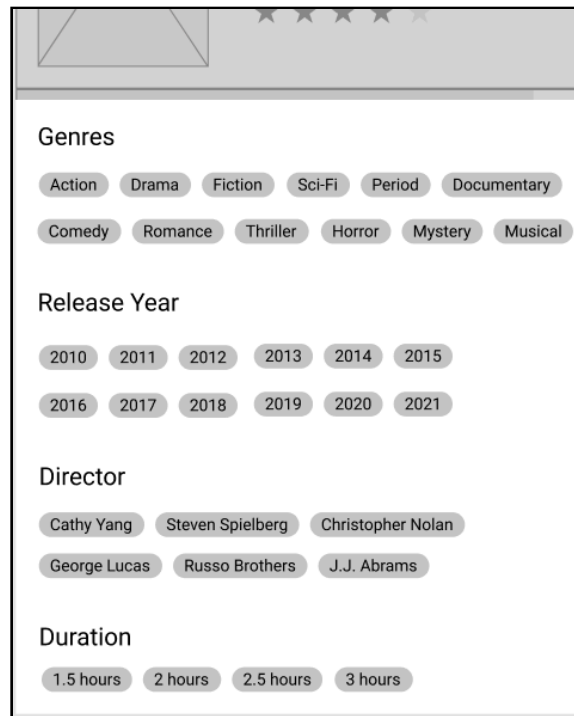 Genres
Action Drama Fiction Sci-Fi Period Documentary
Comedy Romance Thriller Horror Mystery Musical
Release Year
2010 2011 2012 2013 2014 2015
2016 2017 2018 2019 2020 2021
Director
Cathy Yang Steven Spielberg Christopher Nolan
George Lucas Russo Brothers J.J. Abrams
Duration
1.5 hours 2 hours 2.5 hours 3 hours